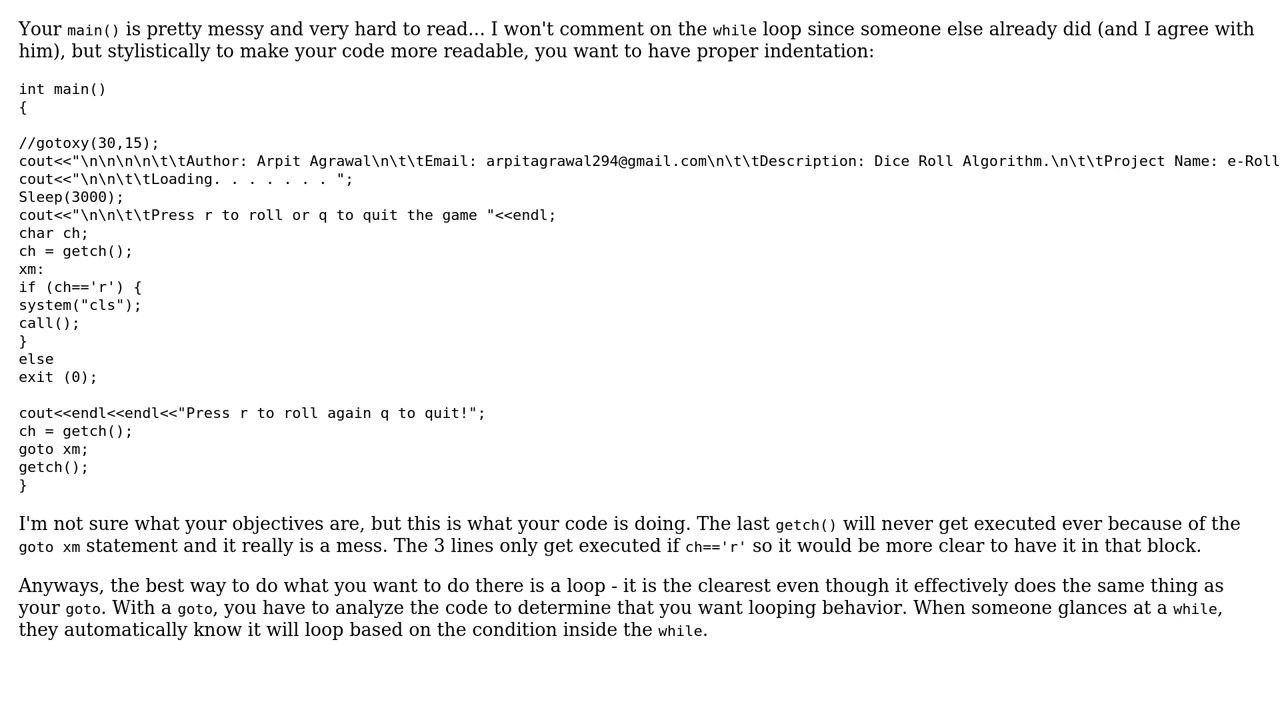 Your main() is pretty messy and very hard to read... I won't comment on the while loop since someone else already did (and I agree with
him), but stylistically to make your code more readable, you want to have proper indentation:
int main()
{
//gotoxy(30,15);
cout<<"\n\n\n\n\t\tAuthor: Arpit Agrawal\n\t\tEmail: arpitagrawal294@gmail.com\n\t\tDescription: Dice Roll Algorithm.\n\t\tProject Name: e-Roll
cout<<"\n\n\t\tLoading. . . . . . . ";
Sleep(3000);
cout<<"\n\n\t\tPress r to roll or q to quit the game "<<endl;
char ch;
ch = getch();
xm:
if (ch=='r') {
system("cls");
call();
}
else
exit (0);
cout<<endl<<endl<<"Press r to roll again q to quit!";
ch = getch();
goto xm;
getch();
}
I'm not sure what your objectives are, but this is what your code is doing. The last getch() will never get executed ever because of the
goto xm statement and it really is a mess. The 3 lines only get executed if ch=='r' so it would be more clear to have it in that block.
Anyways, the best way to do what you want to do there is a loop - it is the clearest even though it effectively does the same thing as
your goto. With a goto, you have to analyze the code to determine that you want looping behavior. When someone glances at a while,
they automatically know it will loop based on the condition inside the while.